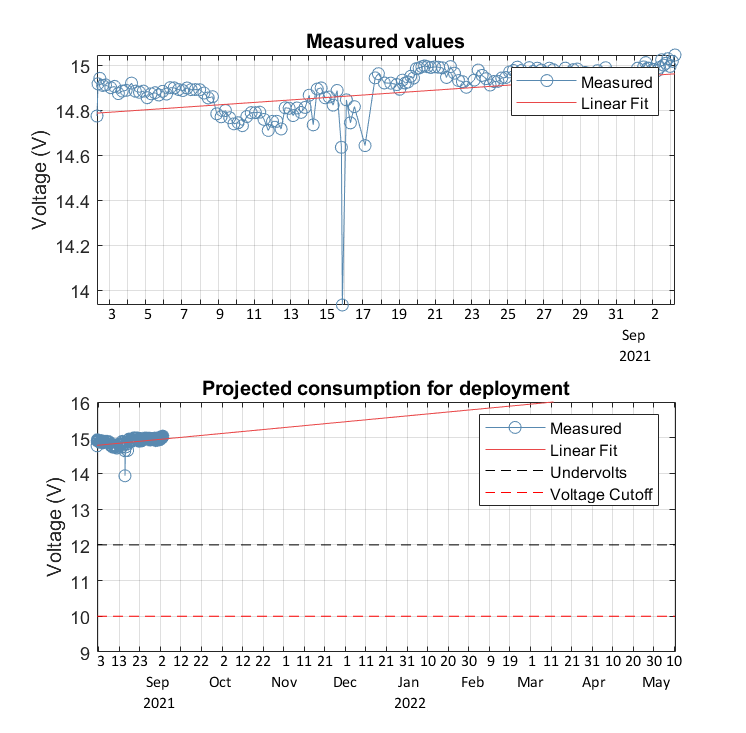 Measured values
15
14.8
14.6
14.4
14.2
14
Voltage (V)
Measured
Linear Fit
3 5 7 9 11 13 15 17 19 21 23 25 27 29 31 2
Sep
2021
Projected consumption for deployment
16
15
14
13
12
11
10
9
Voltage (V)
Measured
Linear Fit
Undervolts
Voltage Cutoff
3 13 23 2 12 22 2 12 22 1 11 21 1 11 21 31 10 20 30 9 19 1 11 21 31 10 20 30 10
Sep Oct Nov Dec Jan Feb Mar Apr May
2021 2022